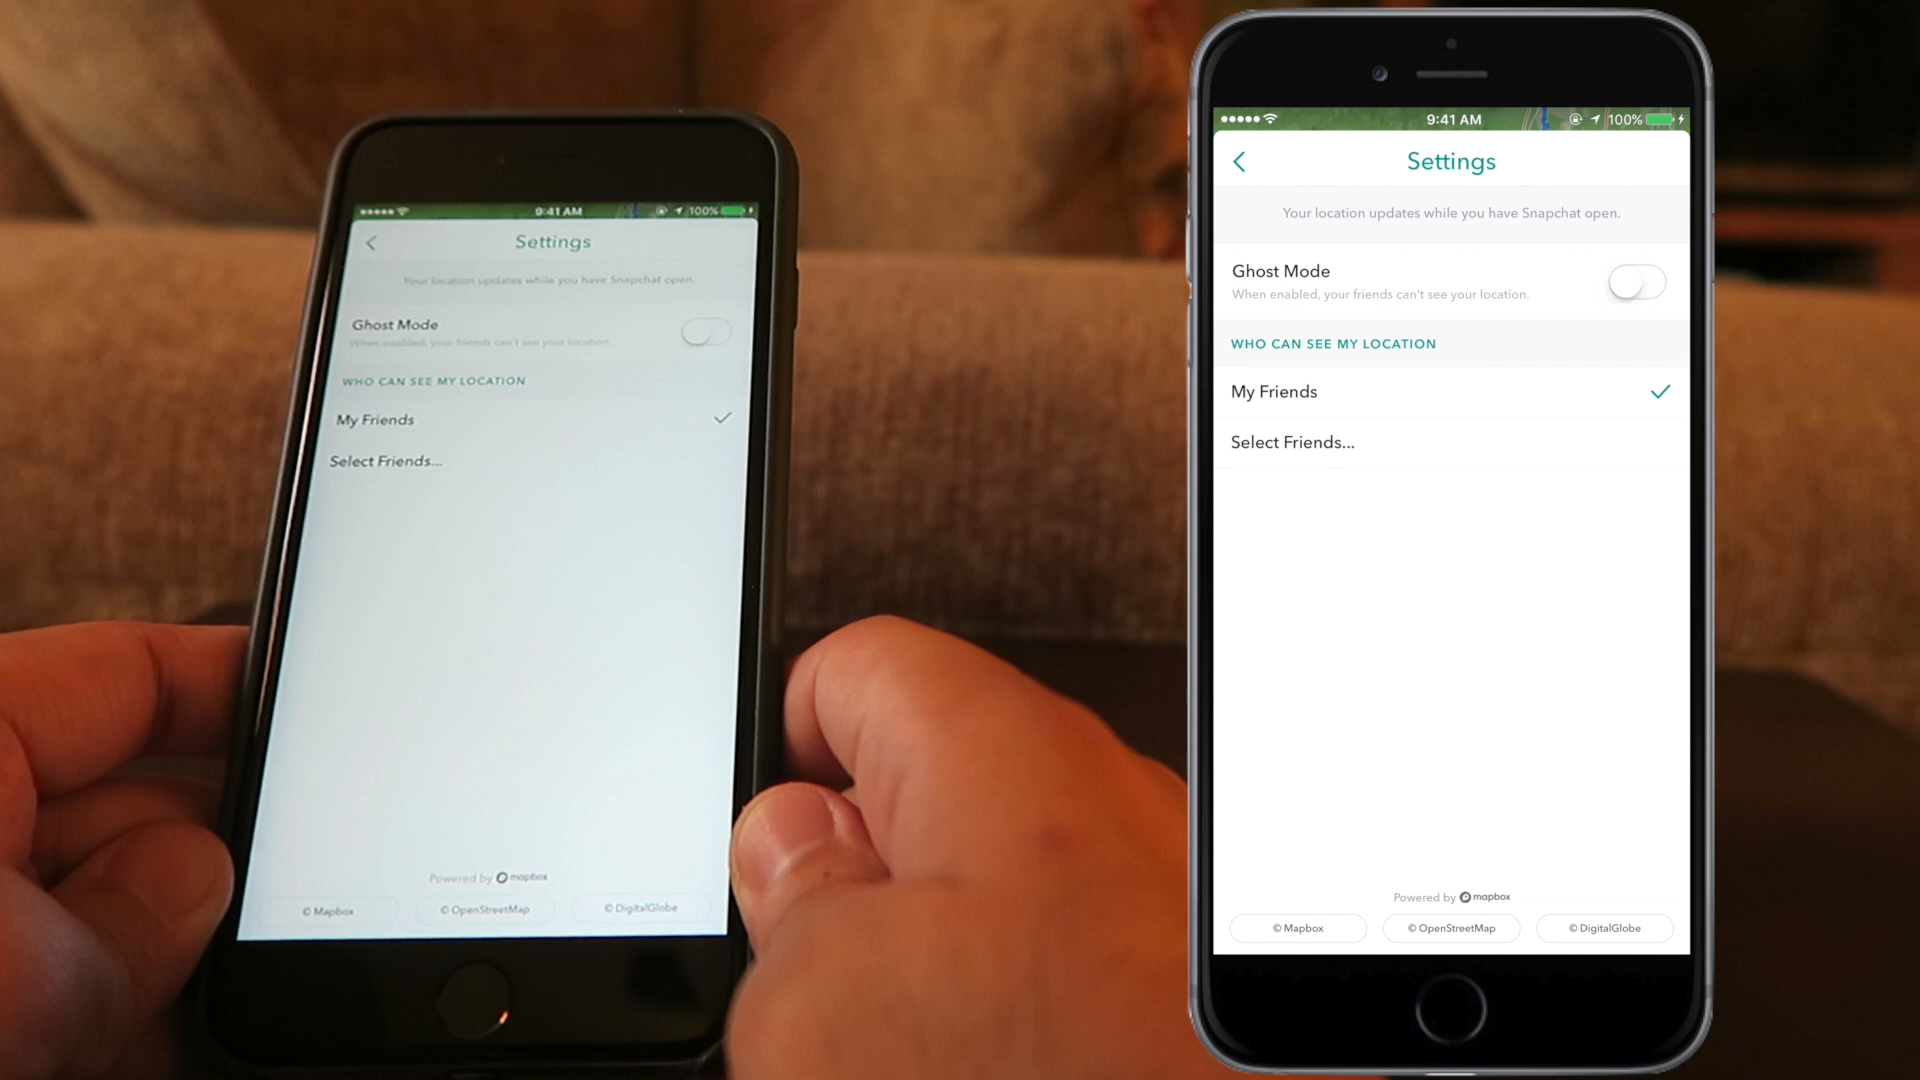 9:41 AM 100%
Settings
Your location updates while you have Snapchat open.
Ghost Mode
When enabled, your friends can't see your location.
WHO CAN SEE MY LOCATION
My Friends
Select Friends...
Powered by mapbox
© Mapbox © OpenStreetMap © DigitalGlobe
9:41 AM 100%
Settings
Your location updates while you have Snapchat open.
Ghost Mode
When enabled, your friends can't see your location.
WHO CAN SEE MY LOCATION
My Friends
Select Friends...
Powered by mapbox
© Mapbox © OpenStreetMap © DigitalGlobe